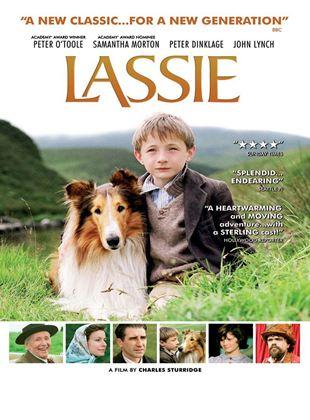 "A NEW CLASSIC...FOR A NEW GENERATION"
BBC
ACADEMY AWARD WINNER ACADEMY AWARD NOMINEE
PETER O'TOOLE SAMANTHA MORTON PETER DINKLAGE JOHN LYNCH
LASSIE
"★★★★"
SUNDAY TIMES
"SPLENDID...
ENDEARING"
SEATTLE PI
"A HEARTWARMING
and MOVING
adventure...with
a STERLING cast!"
HOLLYWOOD REPORTER
A FILM BY CHARLES STURRIDGE